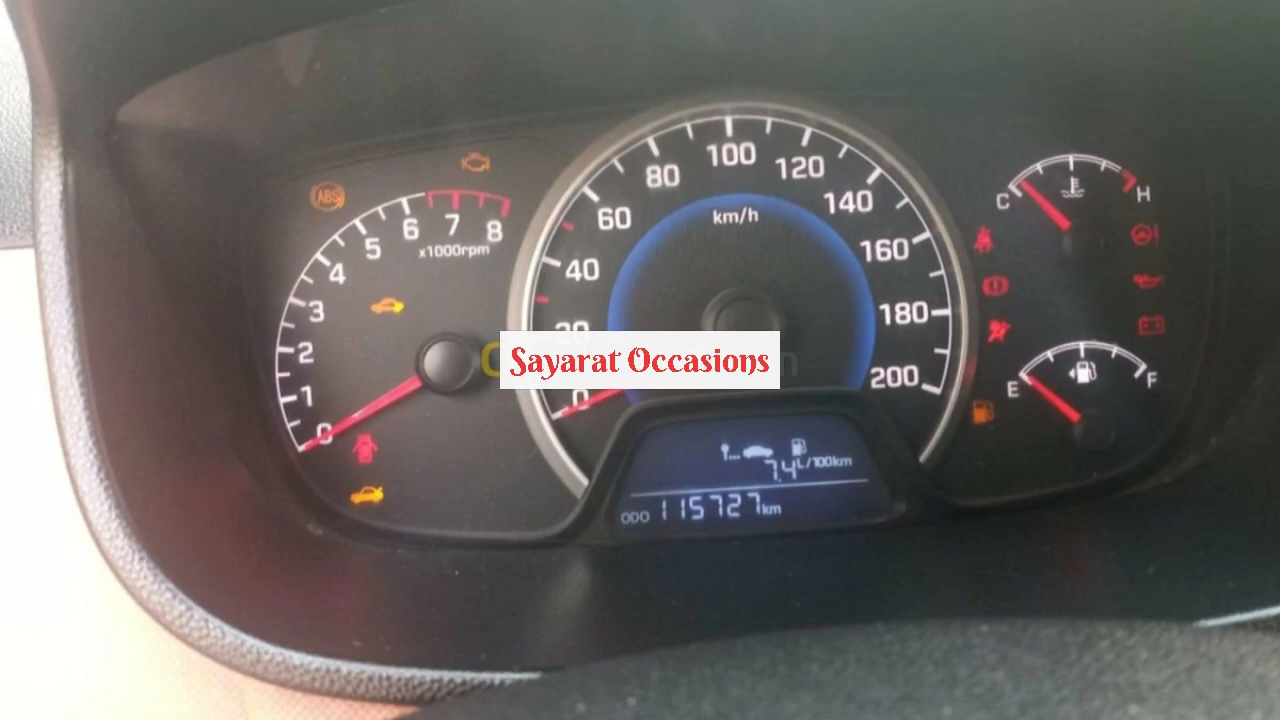 ABS
0 1 2 3 4 5 6 7 8
x1000rpm
0 20 40 60 80 100 120 140 160 180 200
km/h
C H
E F
Sayarat Occasions
7.4L/100km
ODO 115727km